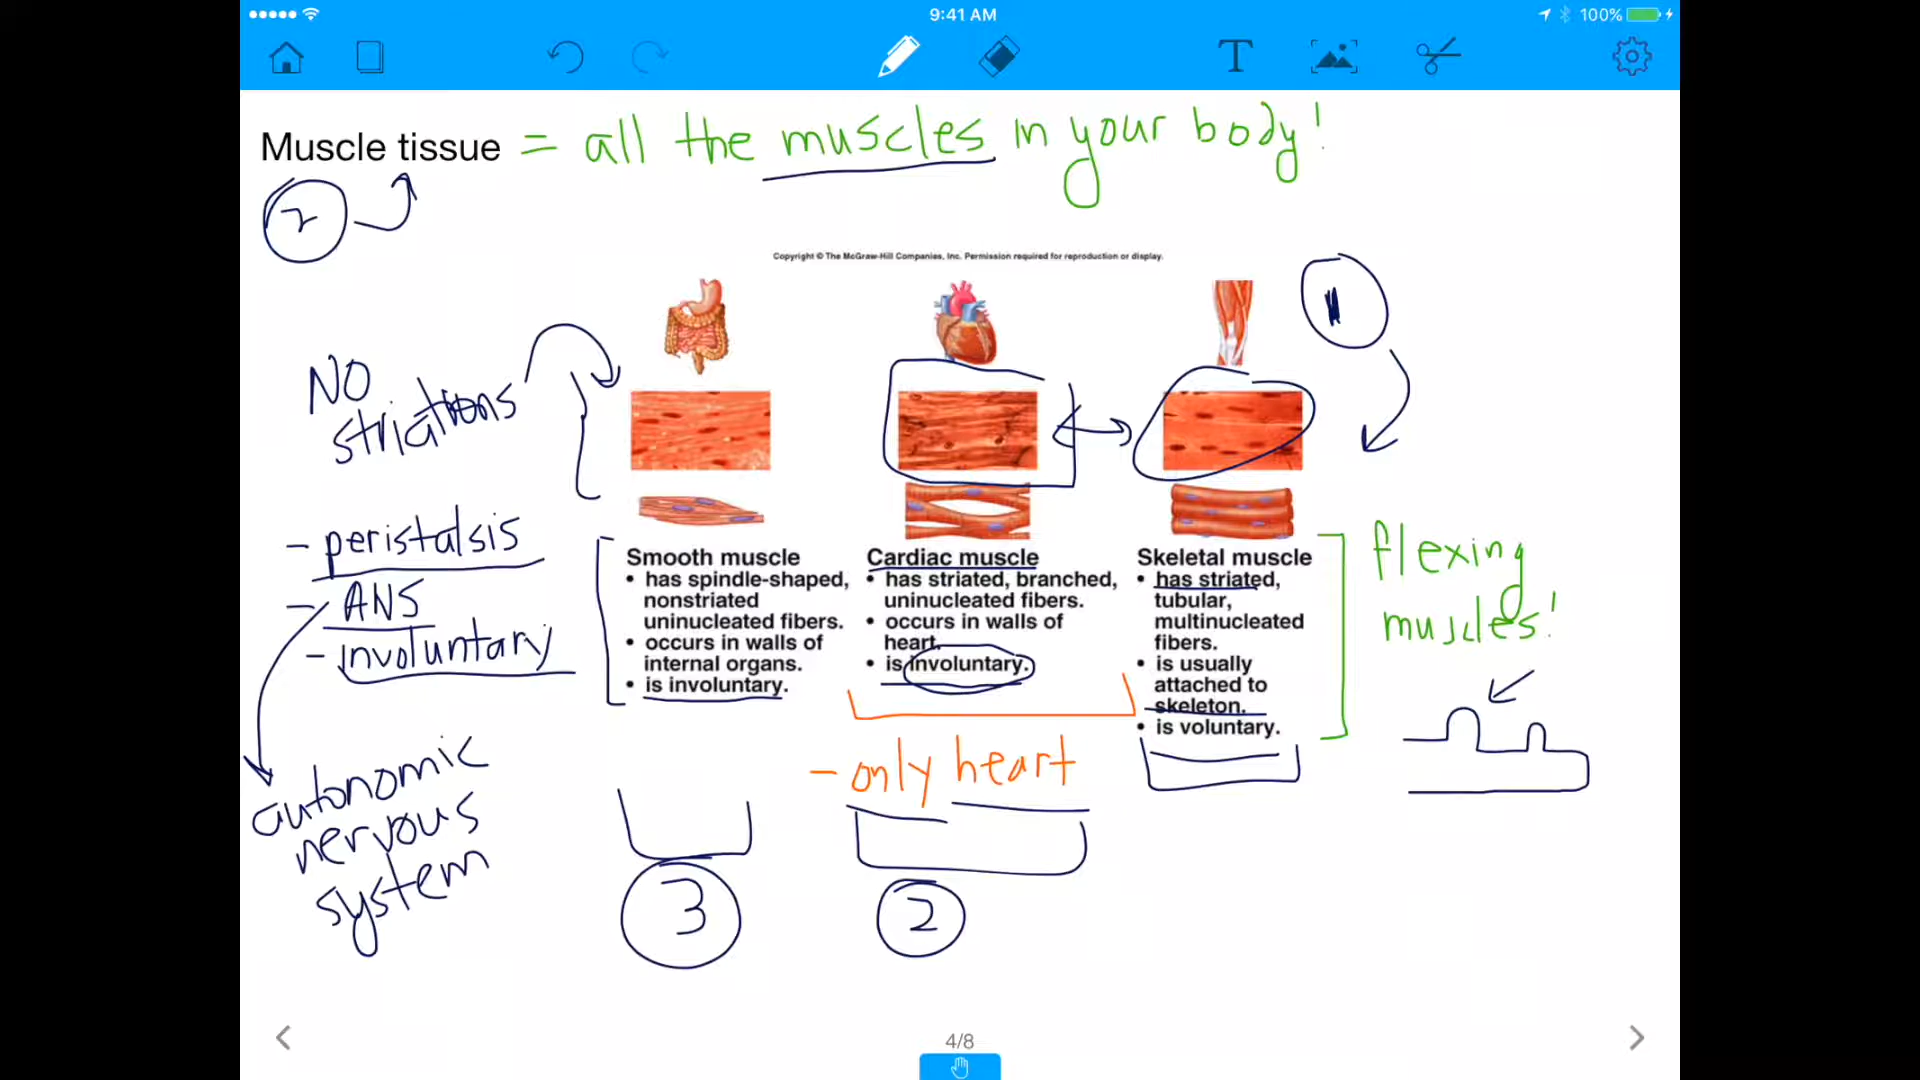 9:41 AM
100%
T
Muscle tissue = all the muscles in your body!
2
Copyright © The McGraw-Hill Companies, Inc. Permission required for reproduction or display.
1
NO
striations
- peristalsis
- ANS
- involuntary
autonomic
nervous
system
Smooth muscle
• has spindle-shaped,
nonstriated
uninucleated fibers.
• occurs in walls of
internal organs.
• is involuntary.
3
Cardiac muscle
• has striated, branched,
uninucleated fibers.
• occurs in walls of
heart.
• is involuntary.
- only heart
2
Skeletal muscle
• has striated,
tubular,
multinucleated
fibers.
• is usually
attached to
skeleton.
• is voluntary.
flexing
muscles!
4/8